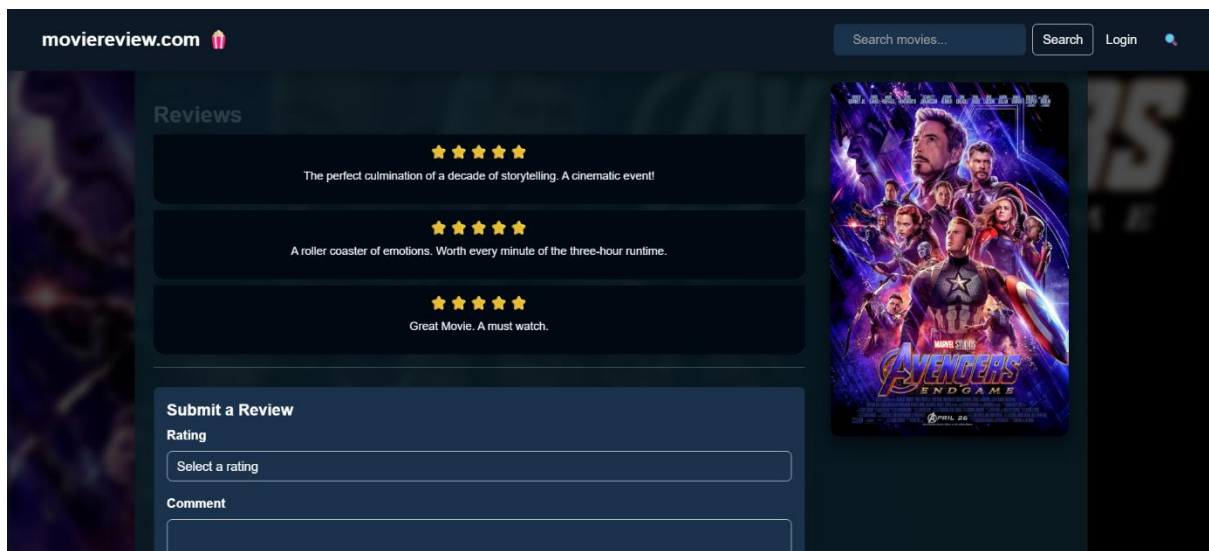 moviereview.com
Search movies...
Search
Login
Reviews
The perfect culmination of a decade of storytelling. A cinematic event!
A roller coaster of emotions. Worth every minute of the three-hour runtime.
Great Movie. A must watch.
Submit a Review
Rating
Select a rating
Comment
MARVEL STUDIOS
AVENGERS
ENDGAME
APRIL 26